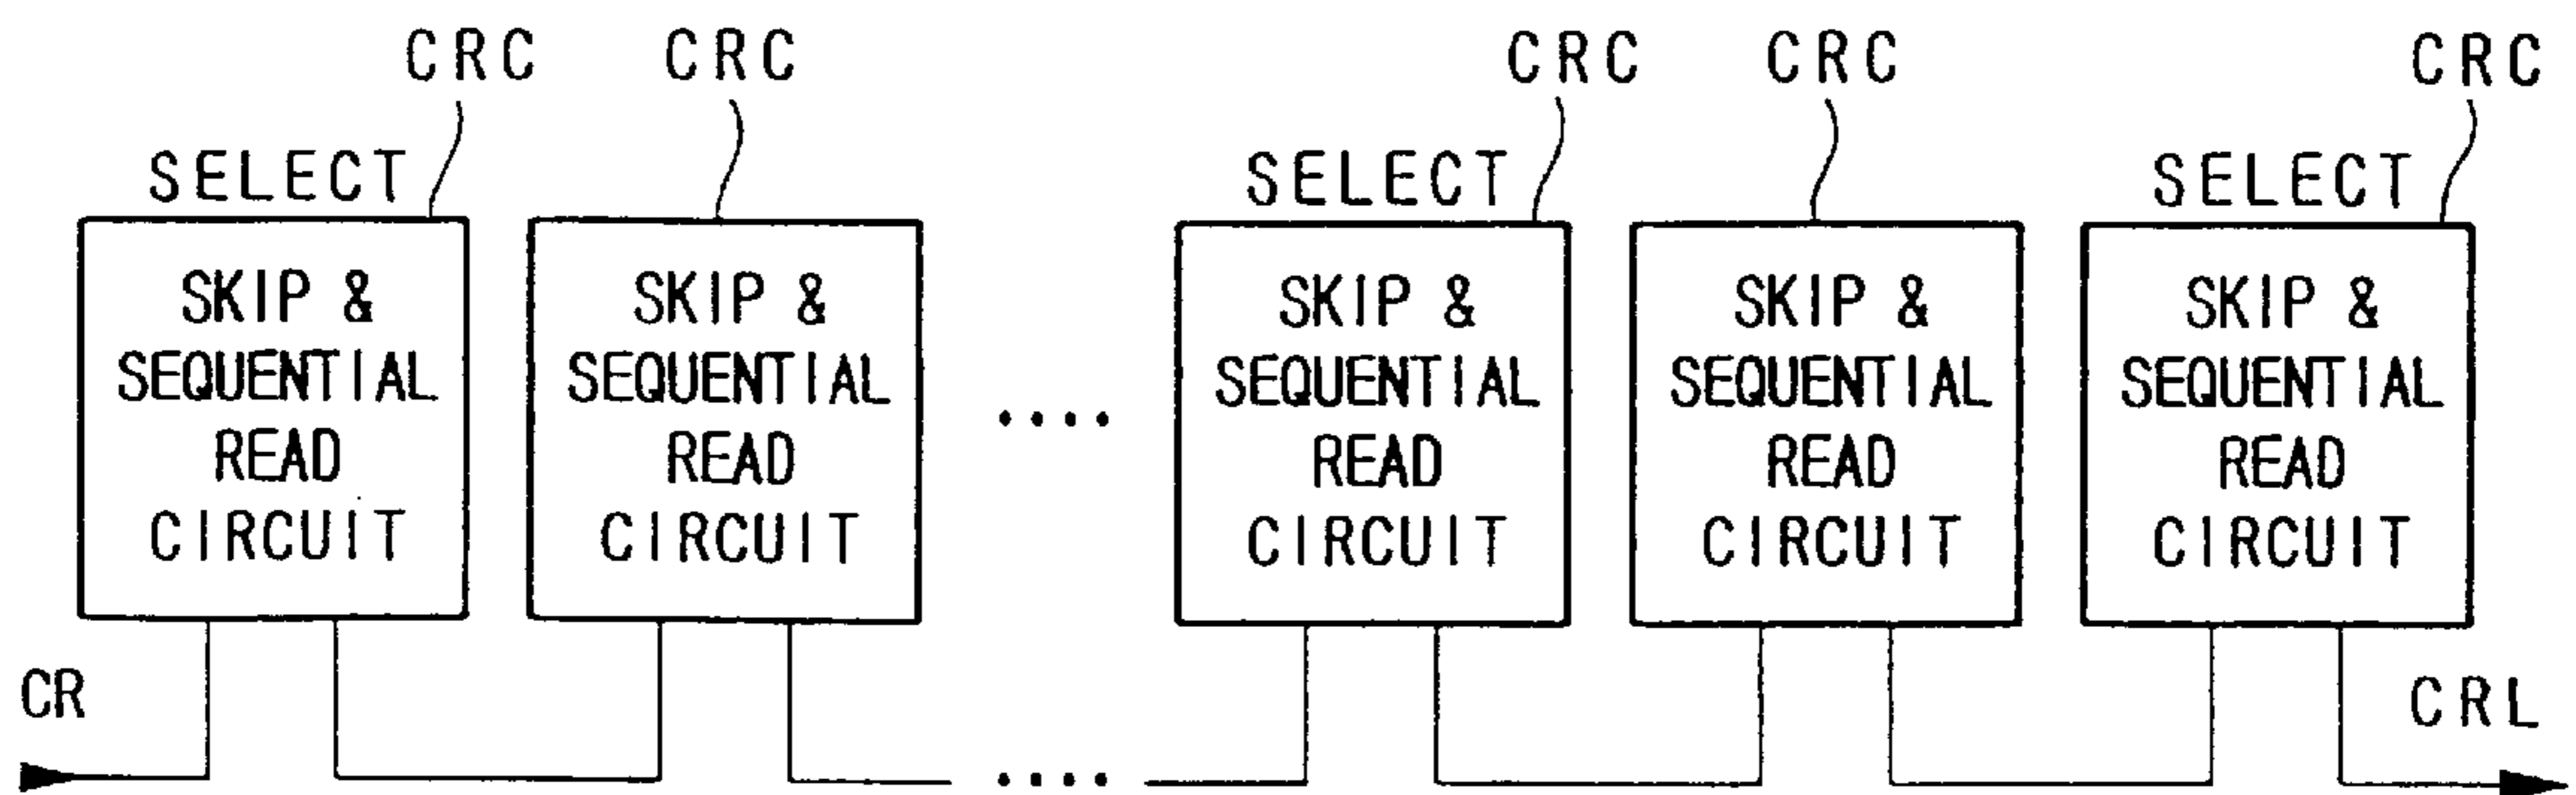 CRC CRC CRC CRC CRC
SELECT SELECT SELECT
SKIP &
SEQUENTIAL
READ
CIRCUIT
SKIP &
SEQUENTIAL
READ
CIRCUIT
....
SKIP &
SEQUENTIAL
READ
CIRCUIT
SKIP &
SEQUENTIAL
READ
CIRCUIT
SKIP &
SEQUENTIAL
READ
CIRCUIT
CR
....
CRL